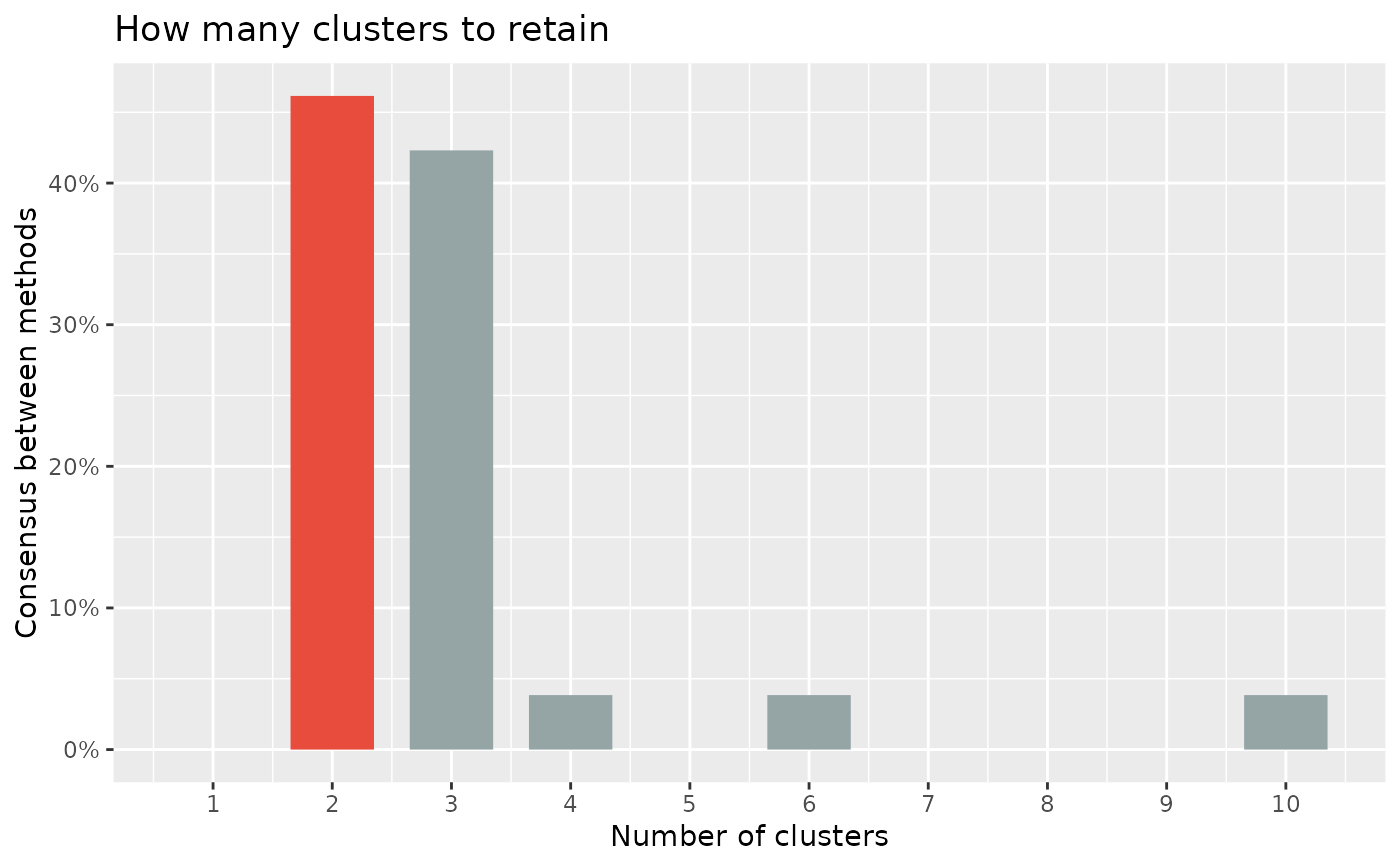 How many clusters to retain
Consensus between methods
40%
30%
20%
10%
0%
1 2 3 4 5 6 7 8 9 10
Number of clusters